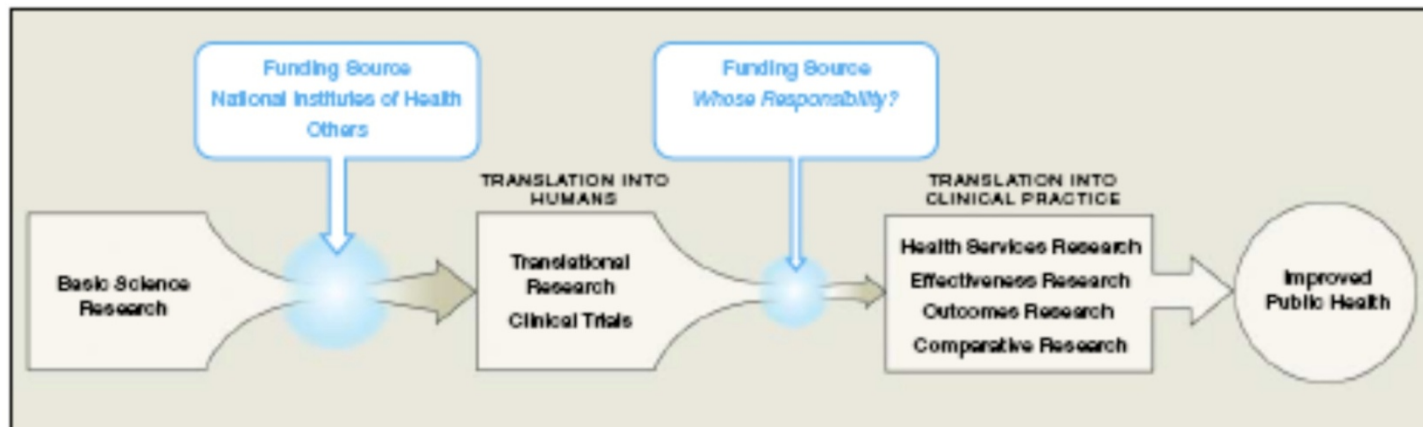 Funding Source
National Institutes of Health
Others
Funding Source
Whose Responsibility?
TRANSLATION INTO
HUMANS
TRANSLATION INTO
CLINICAL PRACTICE
Basic Science
Research
Translational
Research
Clinical Trials
Health Services Research
Effectiveness Research
Outcomes Research
Comparative Research
Improved
Public Health